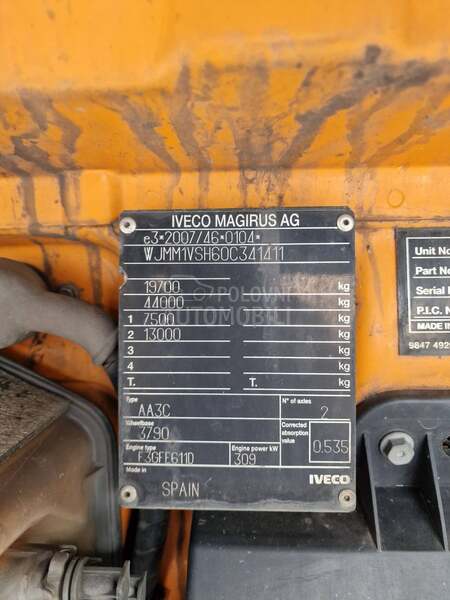 IVECO MAGIRUS AG
e3*2007/46*0104*
WJMM1VSH60C341411
19700 kg
44000 kg
1 7500 kg
2 13000 kg
3 kg
4 kg
T. T. kg
POLOVNI
AUTOMOBILI
Type AA3C
N° of axles 2
Wheelbase 3790
Corrected absorption value 0.535
Engine type F3GFE611D
Engine power kW 309
Made in SPAIN
IVECO
Unit No
Part No
Serial
P.I.C. N
MADE IN
9847 492